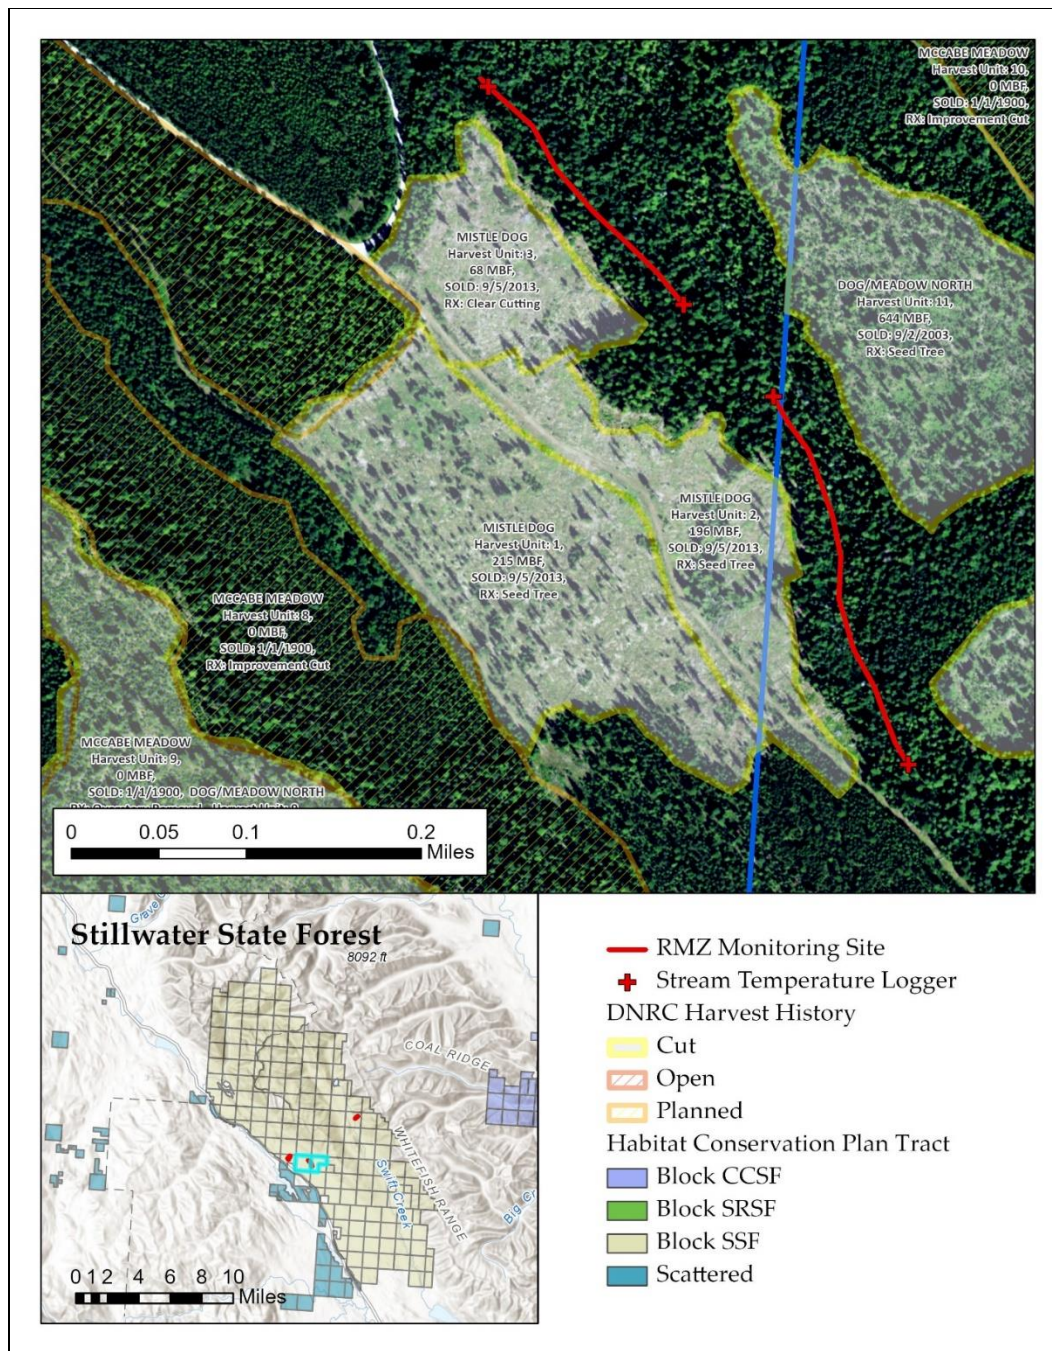 MCCABE MEADOW
Harvest Unit: 10,
0 MBF,
SOLD: 1/1/1900,
RX: Improvement Cut
MISTLE DOG
Harvest Unit: 3,
68 MBF,
SOLD: 9/5/2013,
RX: Clear Cutting
DOG/MEADOW NORTH
Harvest Unit: 11,
644 MBF,
SOLD: 9/2/2003,
RX: Seed Tree
MISTLE DOG
Harvest Unit: 2,
196 MBF,
SOLD: 9/5/2013,
RX: Seed Tree
MISTLE DOG
Harvest Unit: 1,
215 MBF,
SOLD: 9/5/2013,
RX: Seed Tree
MCCABE MEADOW
Harvest Unit: 8,
0 MBF,
SOLD: 1/1/1900,
RX: Improvement Cut
MCCABE MEADOW
Harvest Unit: 9,
0 MBF,
SOLD: 1/1/1900, DOG/MEADOW NORTH
0 0.05 0.1 0.2
Miles
Grave
Stillwater State Forest
8092 ft
COAL RIDGE
WHITEFISH RANGE
Swift Creek
Big Cr
0 1 2 4 6 8 10
Miles
RMZ Monitoring Site
Stream Temperature Logger
DNRC Harvest History
Cut
Open
Planned
Habitat Conservation Plan Tract
Block CCSF
Block SRSF
Block SSF
Scattered